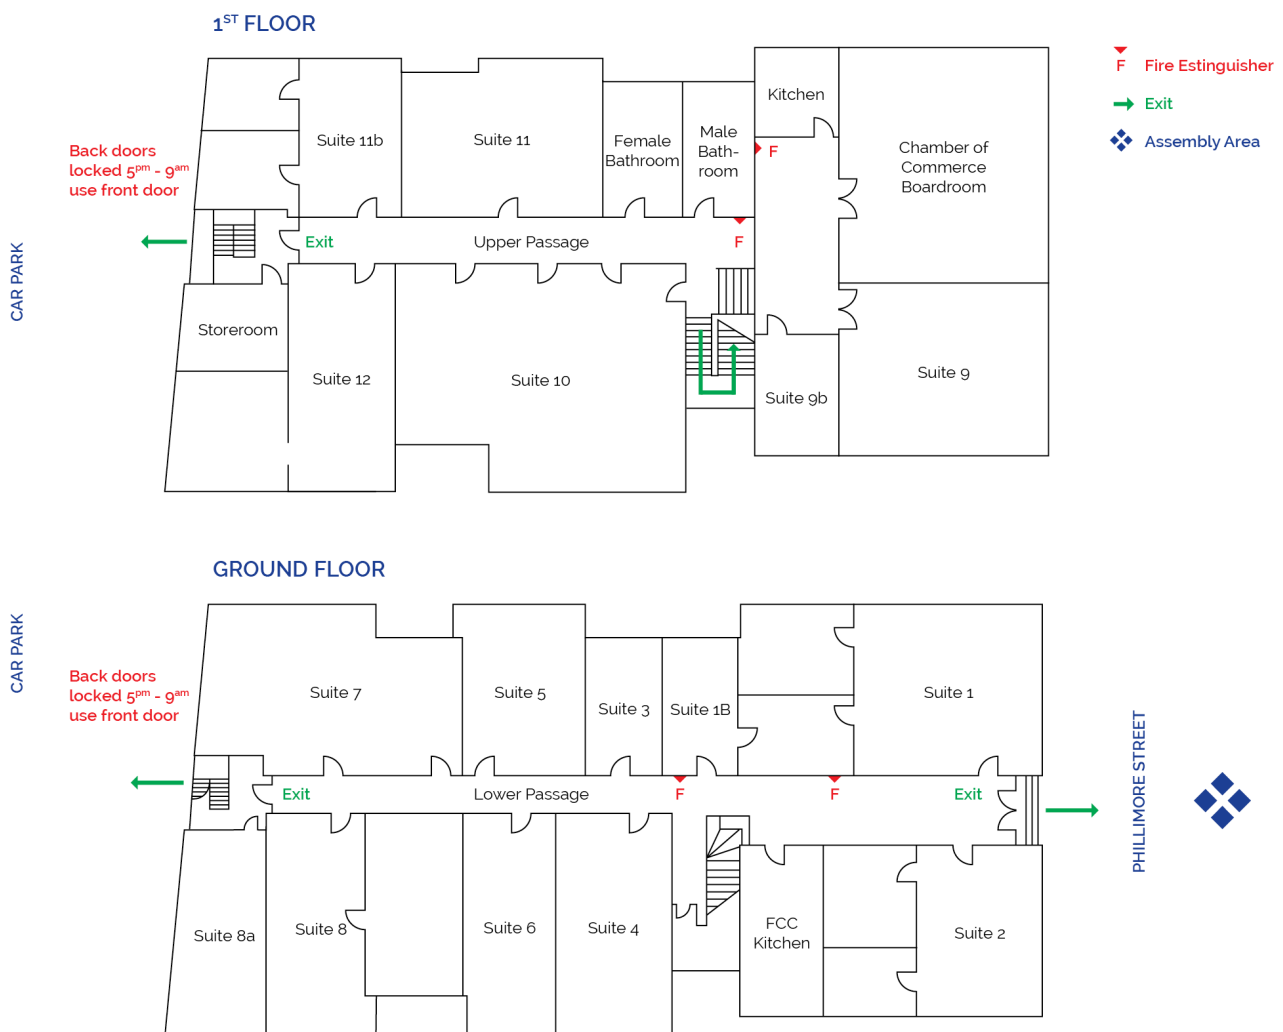 1ST FLOOR
F Fire Estinguisher
Exit
Assembly Area
Back doors
locked 5pm - 9am
use front door
CAR PARK
Suite 11b
Suite 11
Female
Bathroom
Male
Bath-
room
Kitchen
F
Chamber of
Commerce
Boardroom
Exit
Upper Passage
F
Storeroom
Suite 12
Suite 10
Suite 9b
Suite 9
GROUND FLOOR
CAR PARK
Back doors
locked 5pm - 9am
use front door
Suite 7
Suite 5
Suite 3
Suite 1B
Suite 1
Exit
Lower Passage
F
F
Exit
PHILLIMORE STREET
Suite 8a
Suite 8
Suite 6
Suite 4
FCC
Kitchen
Suite 2